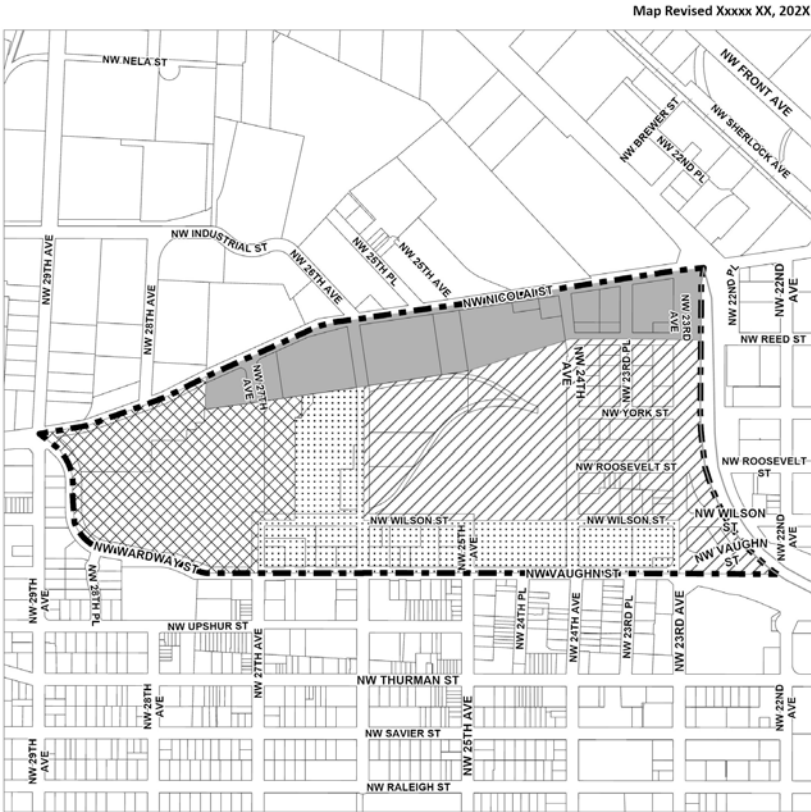 Map Revised Xxxxx XX, 202X
NW NELA ST
NW FRONT AVE
NW BREWER ST
NW SHERLOCK AVE
NW 22ND PL
NW INDUSTRIAL ST
NW 29TH AVE
NW 28TH AVE
NW 26TH AVE
NW 25TH PL
NW 25TH AVE
NW NICOLAI ST
NW 23RD
AVE
NW 22ND PL
NW 22ND
AVE
NW REED ST
NW 27TH
AVE
NW 24TH
AVE
NW 23RD PL
NW YORK ST
NW ROOSEVELT ST
NW ROOSEVELT
ST
NW WILSON ST
NW 25TH
AVE
NW WILSON ST
NW WILSON
ST
NW VAUGHN
ST
NW 22ND
AVE
NW WARDWAY ST
NW VAUGHN ST
NW 29TH
AVE
NW 28TH PL
NW UPSHUR ST
NW 27TH AVE
NW 24TH PL
NW 24TH AVE
NW 23RD PL
NW 23RD AVE
NW THURMAN ST
NW 28TH
AVE
NW 25TH AVE
NW 22ND
AVE
NW SAVIER ST
NW 29TH
AVE
NW RALEIGH ST